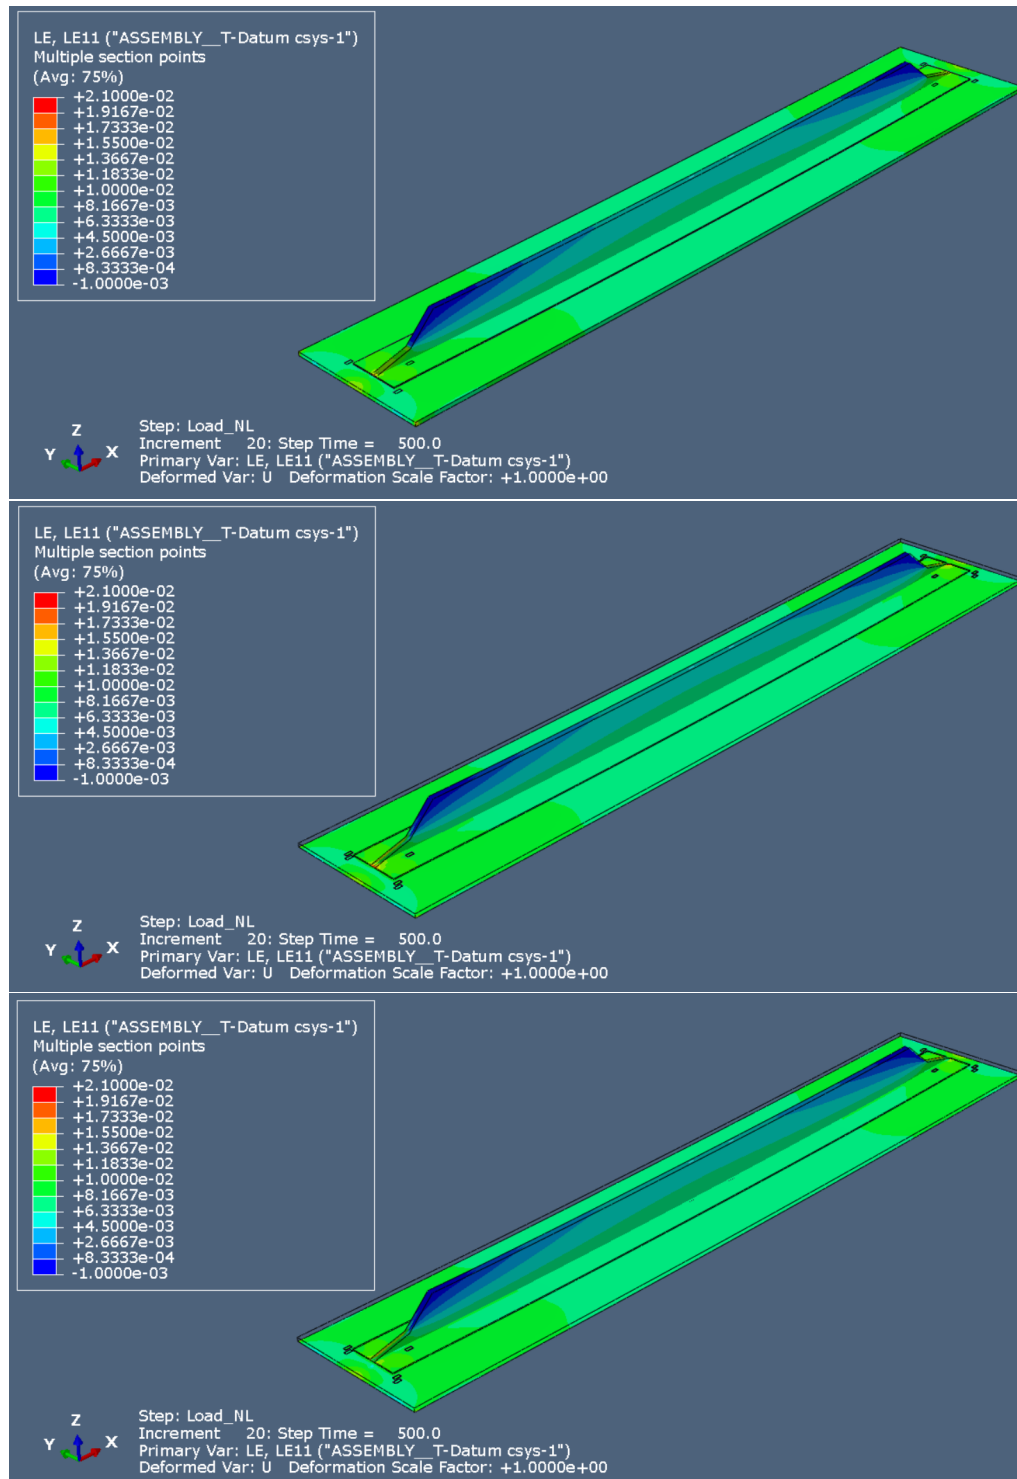 LE, LE11 ("ASSEMBLY__T-Datum csys-1")
Multiple section points
(Avg: 75%)
+2.1000e-02
+1.9167e-02
+1.7333e-02
+1.5500e-02
+1.3667e-02
+1.1833e-02
+1.0000e-02
+8.1667e-03
+6.3333e-03
+4.5000e-03
+2.6667e-03
+8.3333e-04
-1.0000e-03
Z
Y
X
Step: Load_NL
Increment 20: Step Time = 500.0
Primary Var: LE, LE11 ("ASSEMBLY__T-Datum csys-1")
Deformed Var: U Deformation Scale Factor: +1.0000e+00
LE, LE11 ("ASSEMBLY__T-Datum csys-1")
Multiple section points
(Avg: 75%)
+2.1000e-02
+1.9167e-02
+1.7333e-02
+1.5500e-02
+1.3667e-02
+1.1833e-02
+1.0000e-02
+8.1667e-03
+6.3333e-03
+4.5000e-03
+2.6667e-03
+8.3333e-04
-1.0000e-03
Z
Y
X
Step: Load_NL
Increment 20: Step Time = 500.0
Primary Var: LE, LE11 ("ASSEMBLY__T-Datum csys-1")
Deformed Var: U Deformation Scale Factor: +1.0000e+00
LE, LE11 ("ASSEMBLY__T-Datum csys-1")
Multiple section points
(Avg: 75%)
+2.1000e-02
+1.9167e-02
+1.7333e-02
+1.5500e-02
+1.3667e-02
+1.1833e-02
+1.0000e-02
+8.1667e-03
+6.3333e-03
+4.5000e-03
+2.6667e-03
+8.3333e-04
-1.0000e-03
Z
Y
X
Step: Load_NL
Increment 20: Step Time = 500.0
Primary Var: LE, LE11 ("ASSEMBLY__T-Datum csys-1")
Deformed Var: U Deformation Scale Factor: +1.0000e+00